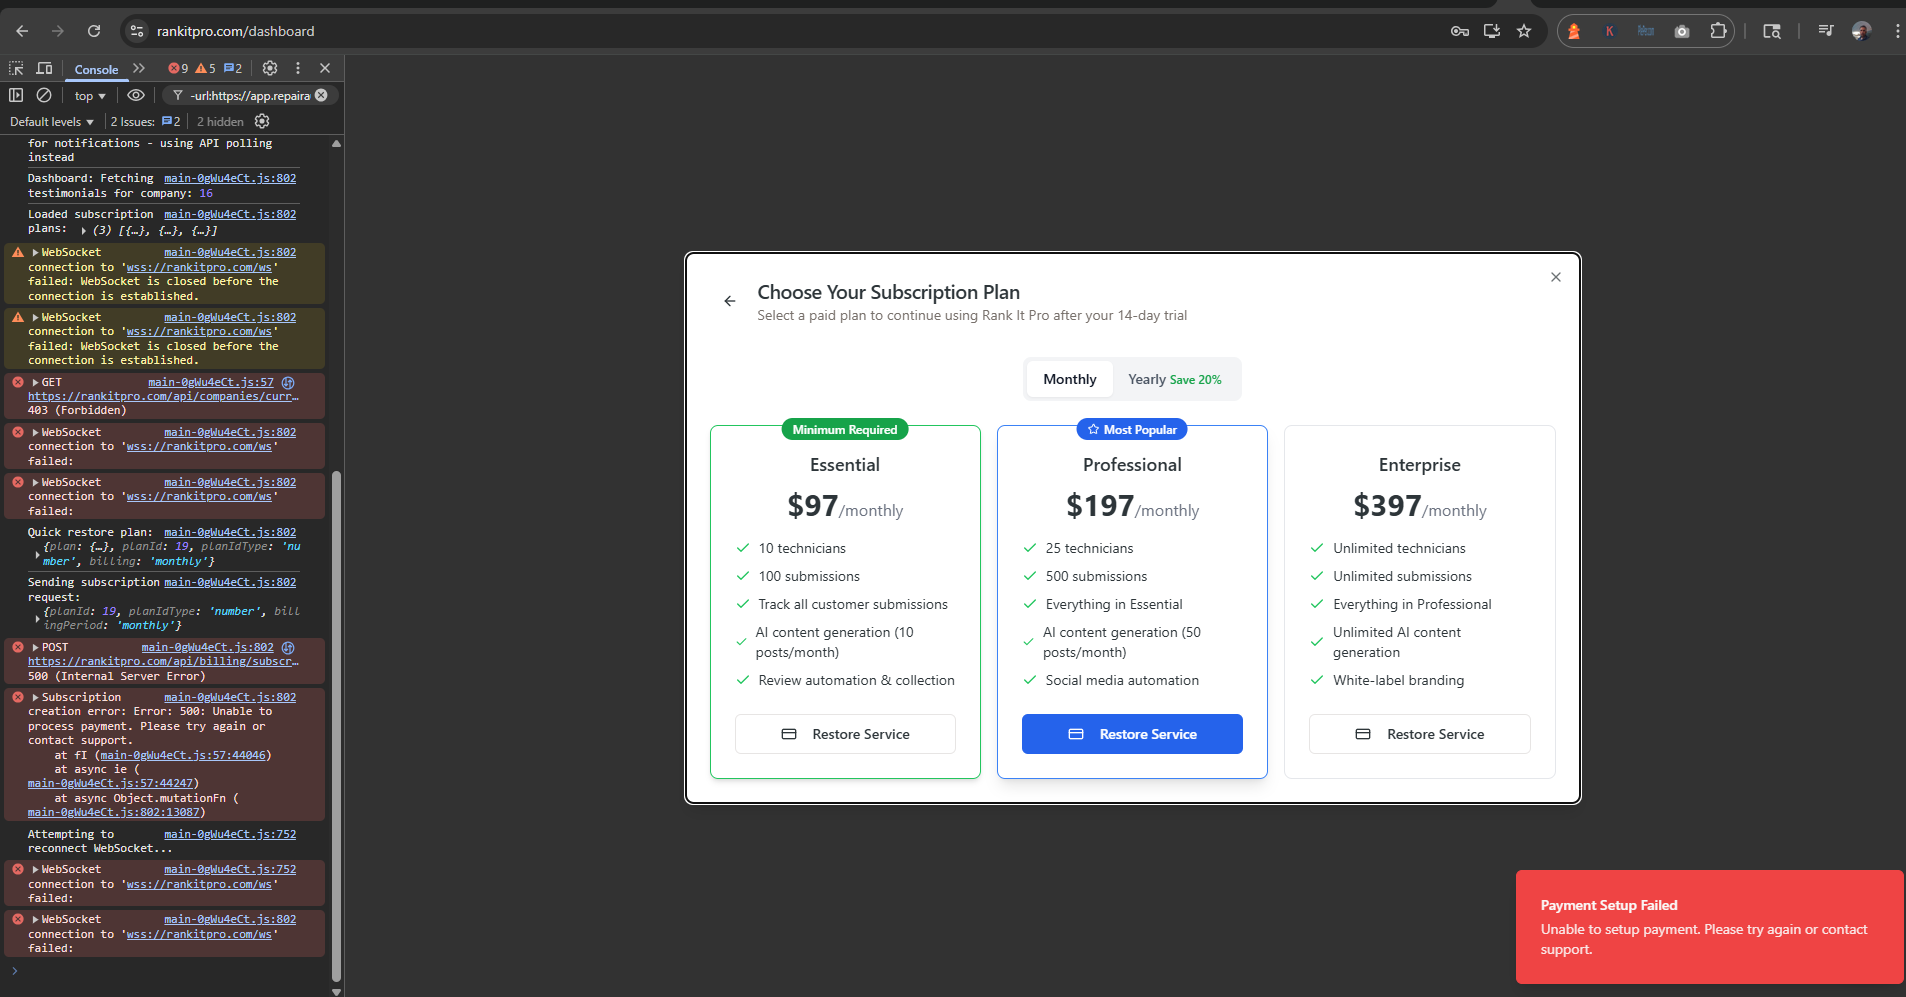 rankitpro.com/dashboard
Console
9 5 2
top
-url:https://app.repaira
Default levels
2 Issues: 2
2 hidden
for notifications - using API polling
instead
Dashboard: Fetching main-0gWu4eCt.js:802
testimonials for company: 16
Loaded subscription main-0gWu4eCt.js:802
plans: (3) [{…}, {…}, {…}]
WebSocket main-0gWu4eCt.js:802
connection to 'wss://rankitpro.com/ws'
failed: WebSocket is closed before the
connection is established.
WebSocket main-0gWu4eCt.js:802
connection to 'wss://rankitpro.com/ws'
failed: WebSocket is closed before the
connection is established.
GET main-0gWu4eCt.js:57
https://rankitpro.com/api/companies/curr…
403 (Forbidden)
WebSocket main-0gWu4eCt.js:802
connection to 'wss://rankitpro.com/ws'
failed:
WebSocket main-0gWu4eCt.js:802
connection to 'wss://rankitpro.com/ws'
failed:
Quick restore plan: main-0gWu4eCt.js:802
{plan: {…}, planId: 19, planIdType: 'nu
mber', billing: 'monthly'}
Sending subscription main-0gWu4eCt.js:802
request:
{planId: 19, planIdType: 'number', bill
ingPeriod: 'monthly'}
POST main-0gWu4eCt.js:802
https://rankitpro.com/api/billing/subscr…
500 (Internal Server Error)
Subscription main-0gWu4eCt.js:802
creation error: Error: 500: Unable to
process payment. Please try again or
contact support.
at fI (main-0gWu4eCt.js:57:44046)
at async ie (
main-0gWu4eCt.js:57:44247)
at async Object.mutationFn (
main-0gWu4eCt.js:802:13087)
Attempting to main-0gWu4eCt.js:752
reconnect WebSocket...
WebSocket main-0gWu4eCt.js:752
connection to 'wss://rankitpro.com/ws'
failed:
WebSocket main-0gWu4eCt.js:802
connection to 'wss://rankitpro.com/ws'
failed:
Choose Your Subscription Plan
Select a paid plan to continue using Rank It Pro after your 14-day trial
Monthly
Yearly Save 20%
Minimum Required
Essential
$97/monthly
10 technicians
100 submissions
Track all customer submissions
AI content generation (10
posts/month)
Review automation & collection
Restore Service
Most Popular
Professional
$197/monthly
25 technicians
500 submissions
Everything in Essential
AI content generation (50
posts/month)
Social media automation
Restore Service
Enterprise
$397/monthly
Unlimited technicians
Unlimited submissions
Everything in Professional
Unlimited AI content
generation
White-label branding
Restore Service
Payment Setup Failed
Unable to setup payment. Please try again or contact
support.